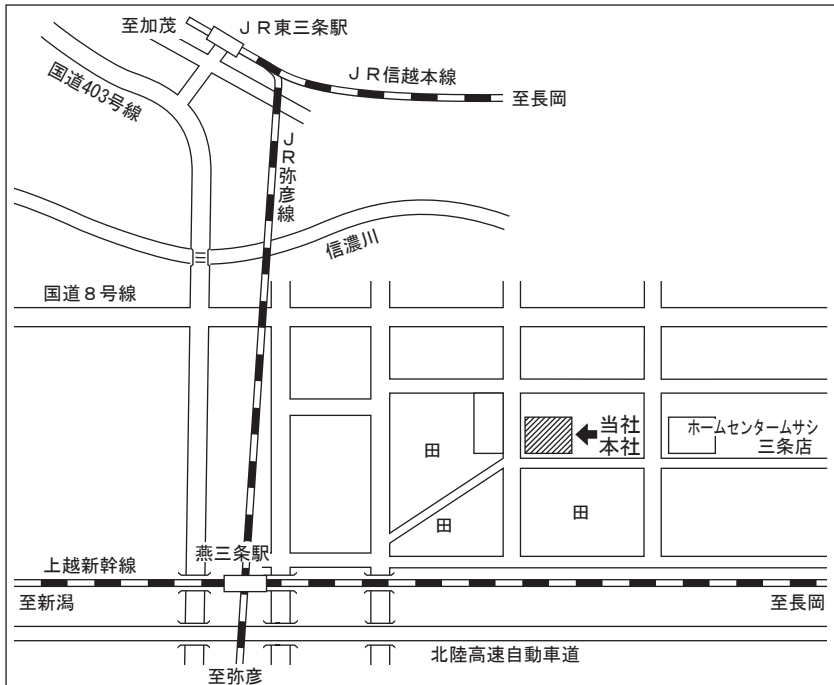 至加茂
ＪＲ東三条駅
国道403号線
ＪＲ信越本線
至長岡
ＪＲ弥彦線
信濃川
国道８号線
当社
本社
ホームセンタームサシ
三条店
田
田
田
燕三条駅
上越新幹線
至新潟
至長岡
北陸高速自動車道
至弥彦